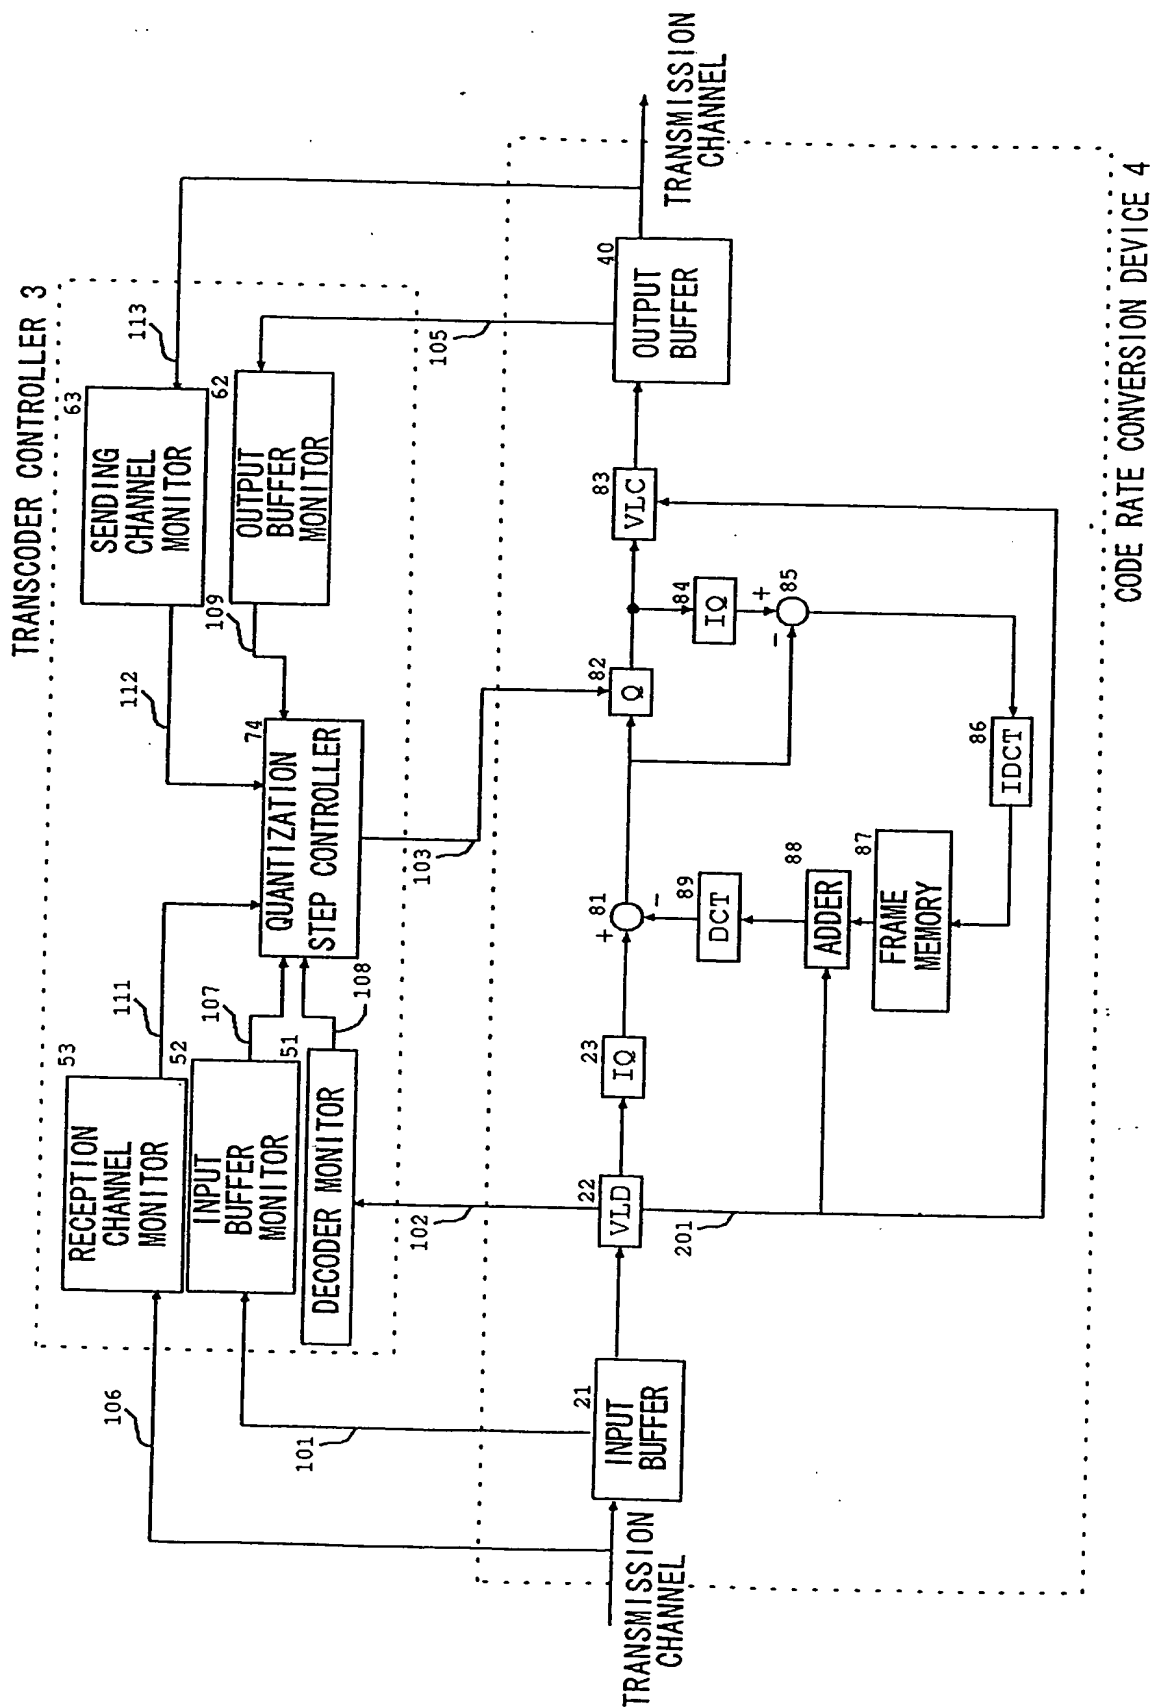 TRANSCODER CONTROLLER 3
53
RECEPTION
CHANNEL
MONITOR
52
INPUT
BUFFER
MONITOR
51
DECODER MONITOR
111
107
108
74
QUANTIZATION
STEP CONTROLLER
112
109
63
SENDING
CHANNEL
MONITOR
62
OUTPUT
BUFFER
MONITOR
113
106
101
102
103
105
TRANSMISSION
CHANNEL
21
INPUT
BUFFER
22
VLD
23
IQ
+
81
-
82
Q
83
VLC
40
OUTPUT
BUFFER
TRANSMISSION
CHANNEL
84
IQ
+
85
-
89
DCT
88
ADDER
87
FRAME
MEMORY
86
IDCT
201
CODE RATE CONVERSION DEVICE 4